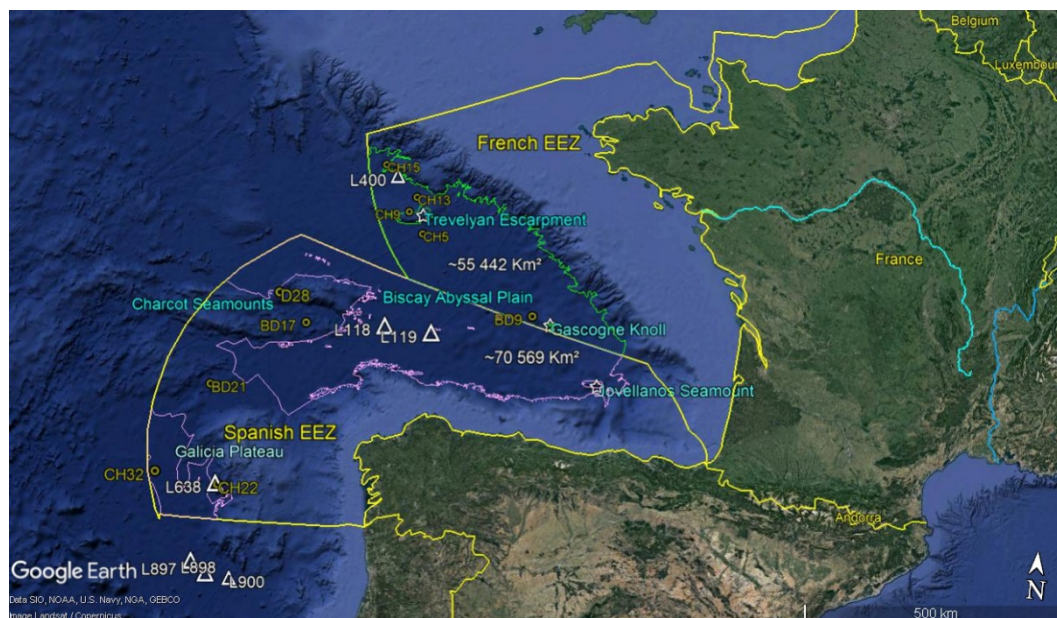 Belgium
Luxembour
French EEZ
CH15
L400
CH13
CH9
Trevelyan Escarpment
CH5
~55 442 Km²
France
D28
Biscay Abyssal Plain
Charcot Seamounts
BD17
L118
L119
BD9
Gascogne Knoll
~70 569 Km²
BD21
Jovellanos Seamount
Spanish EEZ
Galicia Plateau
CH32
L638
CH22
Andorra
L897
L898
L900
Google Earth
N
Data SIO, NOAA, U.S. Navy, NGA, GEBCO
Image Landsat / Copernicus
500 km